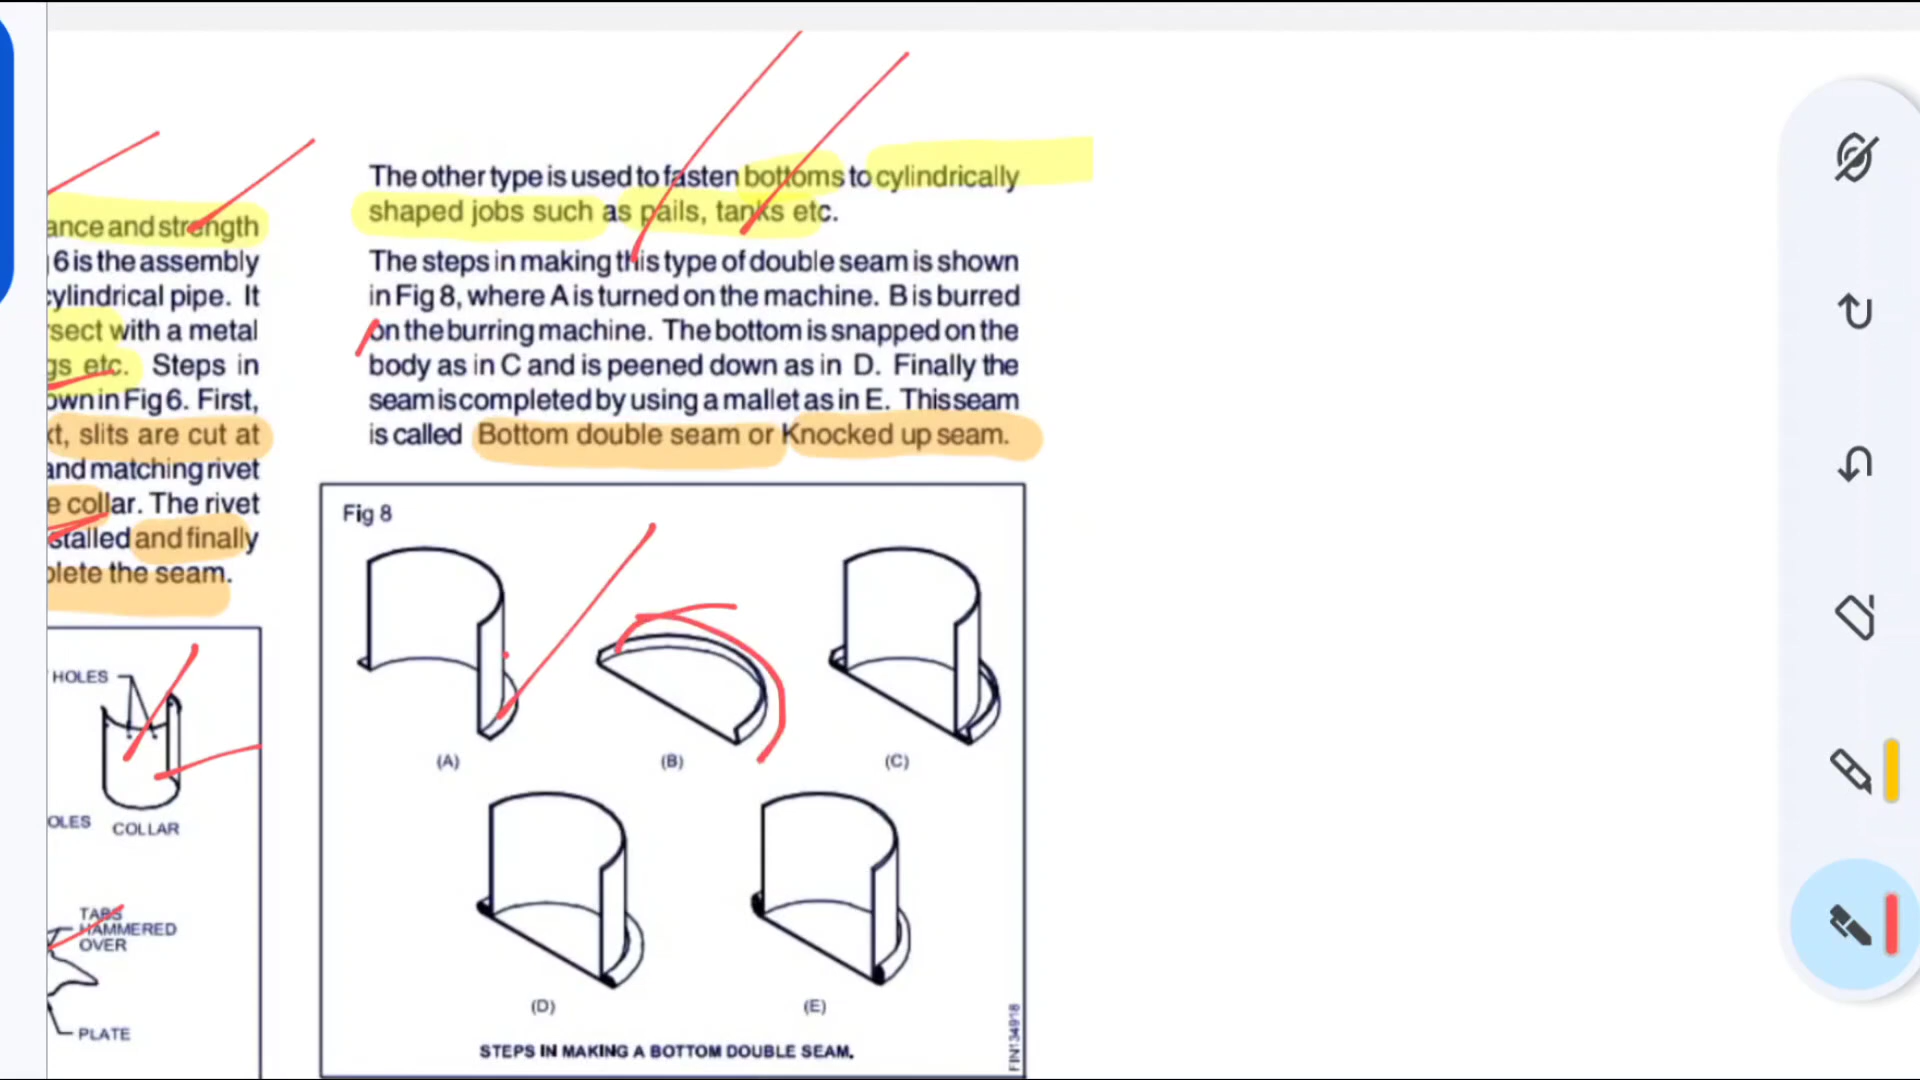 ance and strength
6 is the assembly
cylindrical pipe. It
sect with a metal
gs etc. Steps in
own in Fig 6. First,
xt, slits are cut at
and matching rivet
e collar. The rivet
stalled and finally
plete the seam.
HOLES
OLES
COLLAR
TABS
HAMMERED
OVER
PLATE
The other type is used to fasten bottoms to cylindrically
shaped jobs such as pails, tanks etc.
The steps in making this type of double seam is shown
in Fig 8, where A is turned on the machine. B is burred
on the burring machine. The bottom is snapped on the
body as in C and is peened down as in D. Finally the
seam is completed by using a mallet as in E. This seam
is called Bottom double seam or Knocked up seam.
Fig 8
(A)
(B)
(C)
(D)
(E)
STEPS IN MAKING A BOTTOM DOUBLE SEAM.
FIN134918